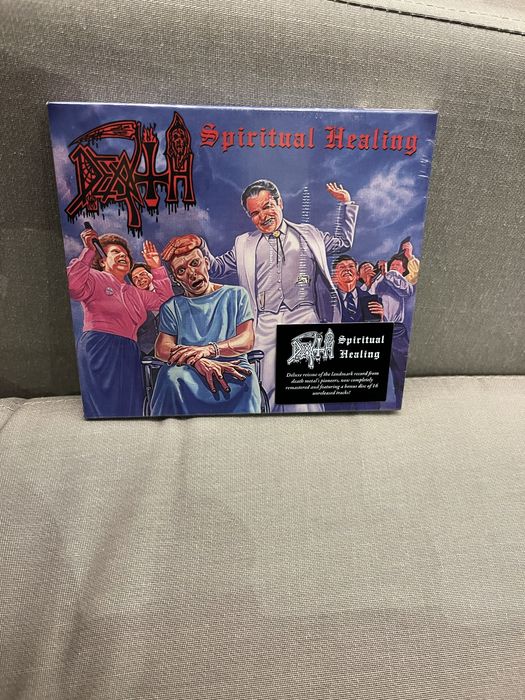 DEATH
Spiritual Healing
DEATH
Spiritual
Healing
Deluxe reissue of the landmark record from
death metal's pioneers, now completely
remastered and featuring a bonus disc of 18
unreleased tracks!